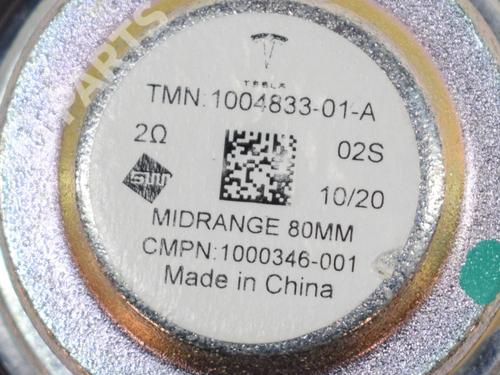 TESLA
TMN:1004833-01-A
2Ω
02S
10/20
MIDRANGE 80MM
CMPN:1000346-001
Made in China